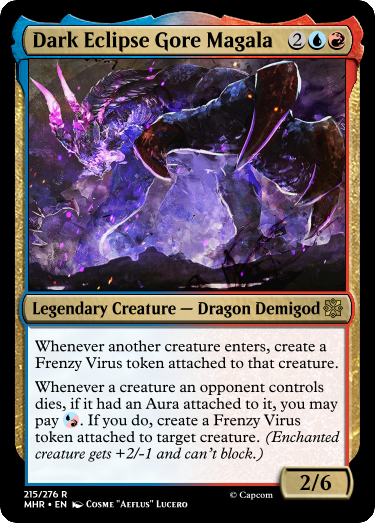 Dark Eclipse Gore Magala 2
Legendary Creature — Dragon Demigod
Whenever another creature enters, create a
Frenzy Virus token attached to that creature.
Whenever a creature an opponent controls
dies, if it had an Aura attached to it, you may
pay . If you do, create a Frenzy Virus
token attached to target creature. (Enchanted
creature gets +2/-1 and can't block.)
2/6
215/276 R
MHR • EN Cosme "Aeflus" Lucero
© Capcom